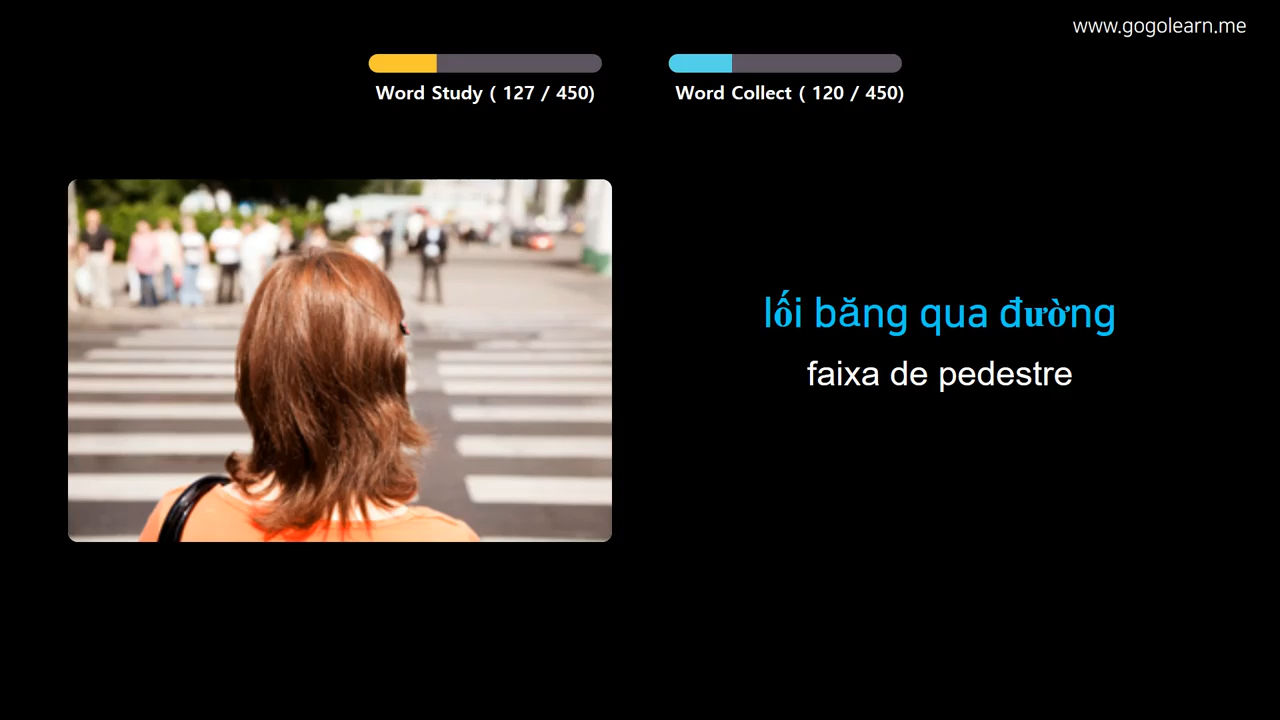 www.gogolearn.me
Word Study ( 127 / 450)
Word Collect ( 120 / 450)
lối băng qua đường
faixa de pedestre